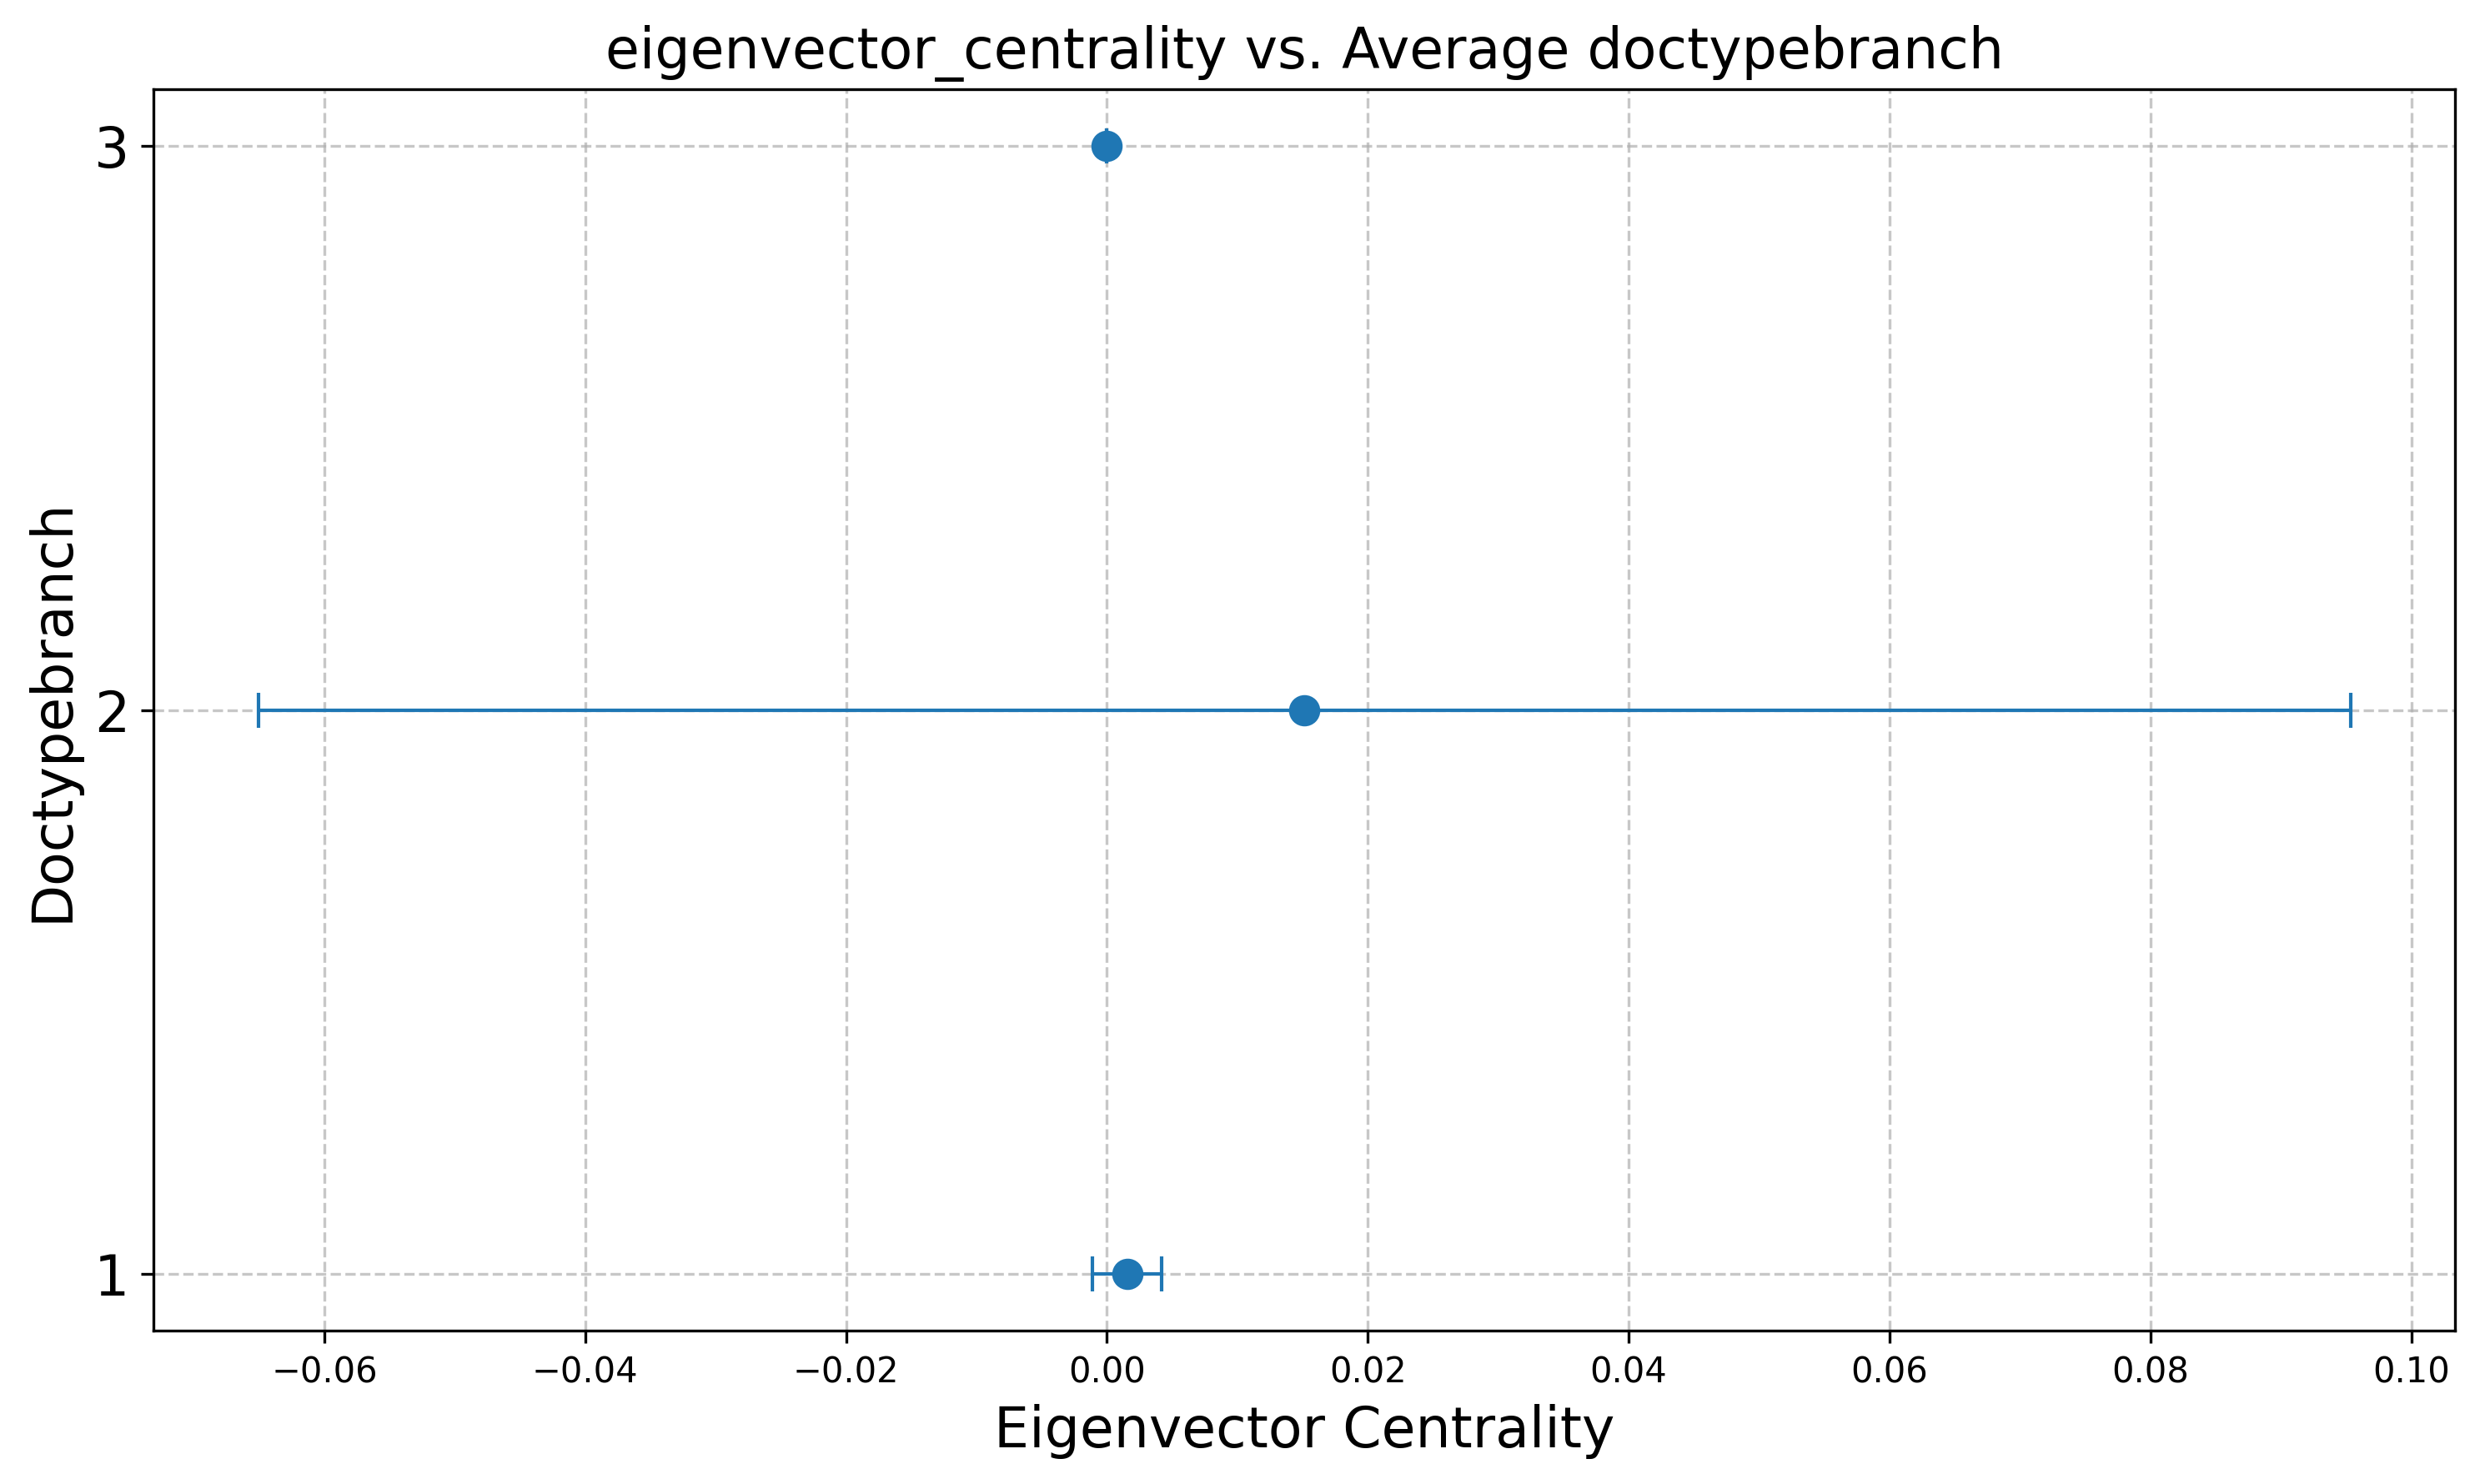 eigenvector_centrality vs. Average doctypebranch
3
2
1
Doctypebranch
−0.06 −0.04 −0.02 0.00 0.02 0.04 0.06 0.08 0.10
Eigenvector Centrality